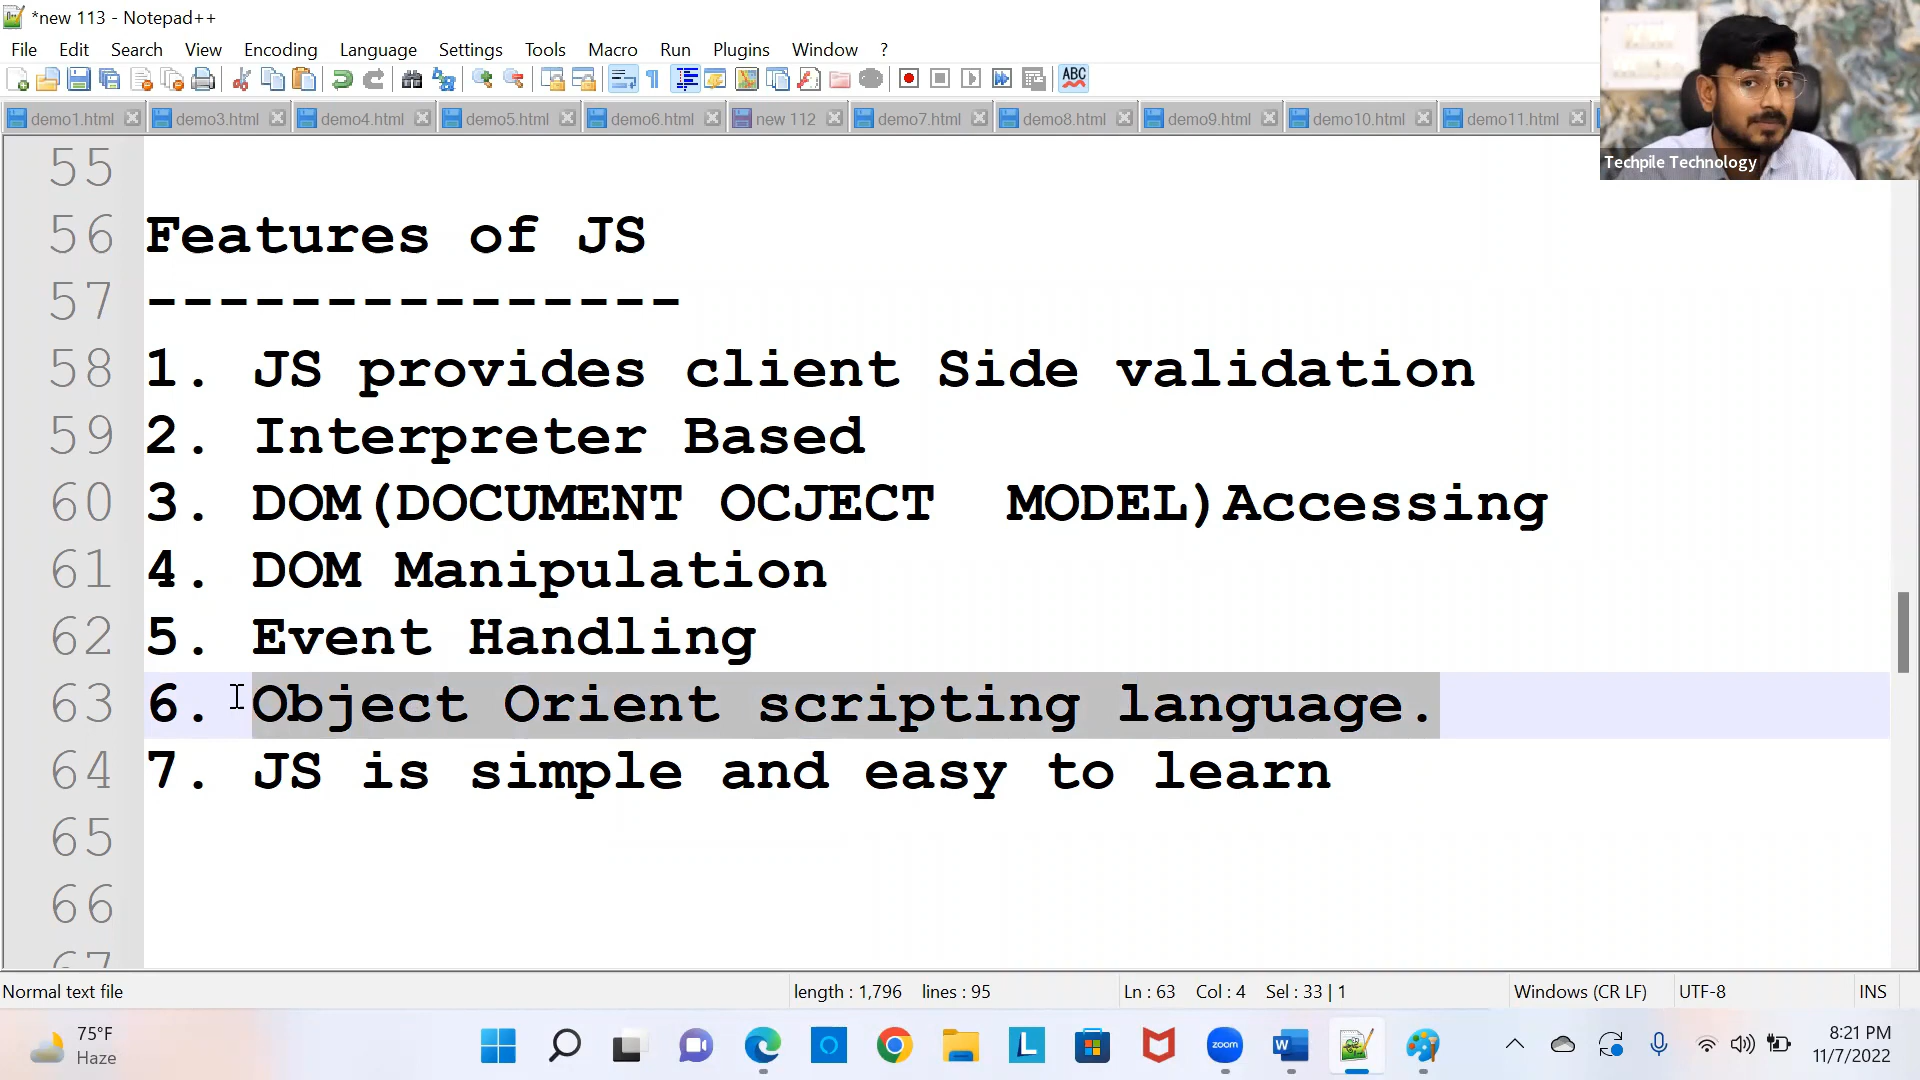 *new 113 - Notepad++
File Edit Search View Encoding Language Settings Tools Macro Run Plugins Window ?
ABC
demo1.html demo3.html demo4.html demo5.html demo6.html new 112 demo7.html demo8.html demo9.html demo10.html demo11.html
Techpile Technology
55
56 Features of JS
57 ---------------
58 1. JS provides client Side validation
59 2. Interpreter Based
60 3. DOM(DOCUMENT OCJECT  MODEL)Accessing
61 4. DOM Manipulation
62 5. Event Handling
63 6. Object Orient scripting language.
64 7. JS is simple and easy to learn
65
66
67
Normal text file length : 1,796 lines : 95 Ln : 63 Col : 4 Sel : 33 | 1 Windows (CR LF) UTF-8 INS
75°F
Haze
L
zoom
W
8:21 PM
11/7/2022